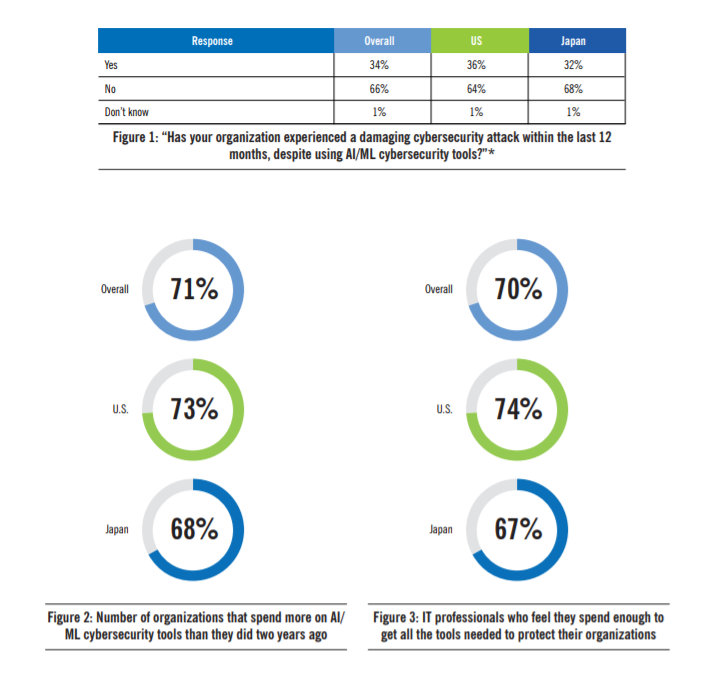 Response Overall US Japan
Yes 34% 36% 32%
No 66% 64% 68%
Don't know 1% 1% 1%
Figure 1: “Has your organization experienced a damaging cybersecurity attack within the last 12
months, despite using AI/ML cybersecurity tools?”*
Overall 71%
U.S. 73%
Japan 68%
Figure 2: Number of organizations that spend more on AI/
ML cybersecurity tools than they did two years ago
Overall 70%
U.S. 74%
Japan 67%
Figure 3: IT professionals who feel they spend enough to
get all the tools needed to protect their organizations